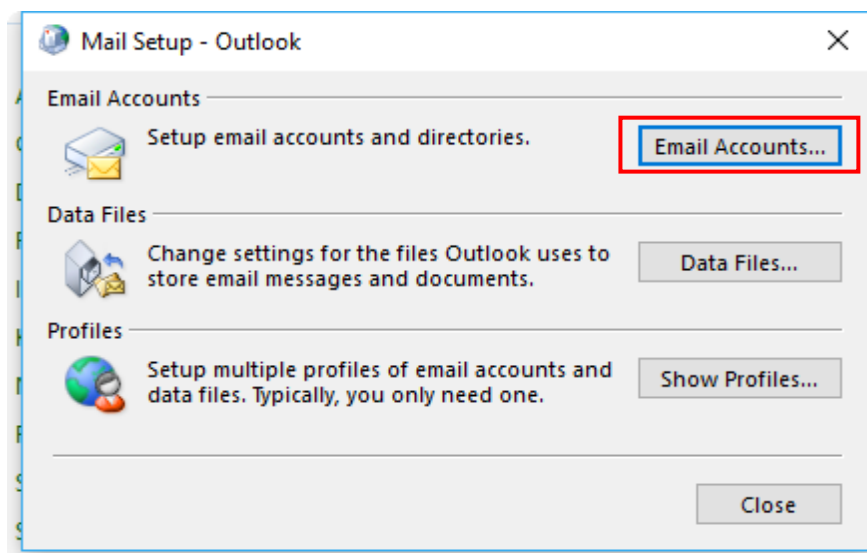 Mail Setup - Outlook
Email Accounts
Setup email accounts and directories.
Email Accounts...
Data Files
Change settings for the files Outlook uses to
store email messages and documents.
Data Files...
Profiles
Setup multiple profiles of email accounts and
data files. Typically, you only need one.
Show Profiles...
Close